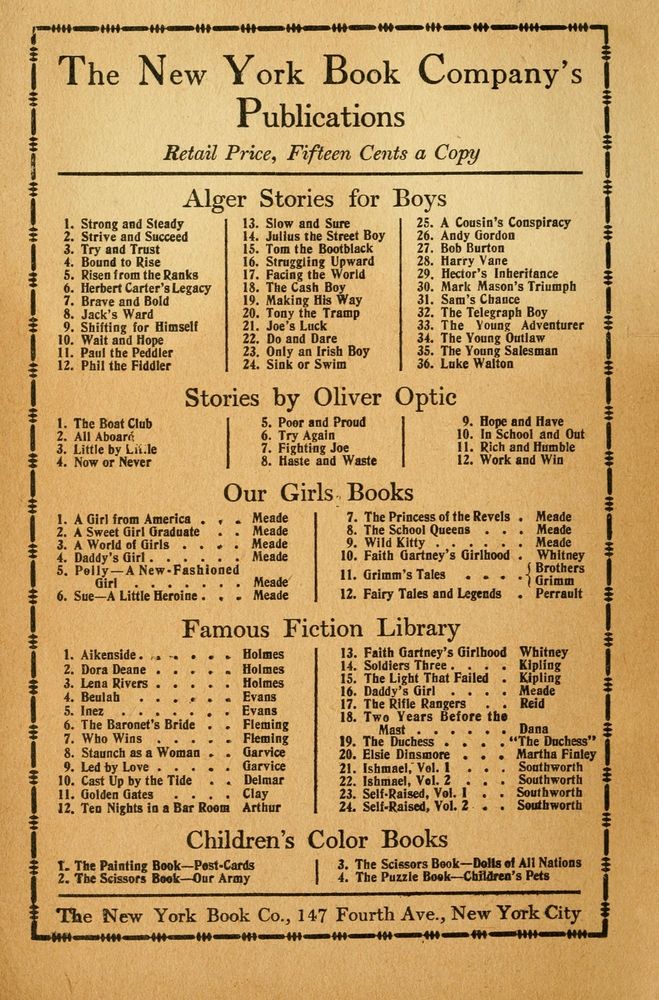 The New York Book Company's
Publications
Retail Price, Fifteen Cents a Copy
Alger Stories for Boys
1. Strong and Steady
2. Strive and Succeed
3. Try and Trust
4. Bound to Rise
5. Risen from the Ranks
6. Herbert Carter's Legacy
7. Brave and Bold
8. Jack's Ward
9. Shifting for Himself
10. Wait and Hope
11. Paul the Peddler
12. Phil the Fiddler
13. Slow and Sure
14. Julius the Street Boy
15. Tom the Bootblack
16. Struggling Upward
17. Facing the World
18. The Cash Boy
19. Making His Way
20. Tony the Tramp
21. Joe's Luck
22. Do and Dare
23. Only an Irish Boy
24. Sink or Swim
25. A Cousin's Conspiracy
26. Andy Gordon
27. Bob Burton
28. Harry Vane
29. Hector's Inheritance
30. Mark Mason's Triumph
31. Sam's Chance
32. The Telegraph Boy
33. The Young Adventurer
34. The Young Outlaw
35. The Young Salesman
36. Luke Walton
Stories by Oliver Optic
1. The Boat Club
2. All Aboard
3. Little by Little
4. Now or Never
5. Poor and Proud
6. Try Again
7. Fighting Joe
8. Haste and Waste
9. Hope and Have
10. In School and Out
11. Rich and Humble
12. Work and Win
Our Girls Books
1. A Girl from America . . . Meade
2. A Sweet Girl Graduate . . Meade
3. A World of Girls . . . . Meade
4. Daddy's Girl . . . . . . Meade
5. Polly—A New-Fashioned
Girl . . . . . . . Meade
6. Sue—A Little Heroine . . . Meade
7. The Princess of the Revels . Meade
8. The School Queens . . . Meade
9. Wild Kitty . . . . . . Meade
10. Faith Gartney's Girlhood . Whitney
11. Grimm's Tales . . . . { Brothers
Grimm
12. Fairy Tales and Legends . Perrault
Famous Fiction Library
1. Aikenside . . . . . . Holmes
2. Dora Deane . . . . . Holmes
3. Lena Rivers . . . . . Holmes
4. Beulah . . . . . . Evans
5. Inez . . . . . . . Evans
6. The Baronet's Bride . . Fleming
7. Who Wins . . . . . Fleming
8. Staunch as a Woman . . Garvice
9. Led by Love . . . . . Garvice
10. Cast Up by the Tide . . Delmar
11. Golden Gates . . . . Clay
12. Ten Nights in a Bar Room Arthur
13. Faith Gartney's Girlhood Whitney
14. Soldiers Three . . . . Kipling
15. The Light That Failed . Kipling
16. Daddy's Girl . . . . Meade
17. The Rifle Rangers . . Reid
18. Two Years Before the
Mast . . . . . . Dana
19. The Duchess . . . . "The Duchess"
20. Elsie Dinsmore . . . Martha Finley
21. Ishmael, Vol. 1 . . . Southworth
22. Ishmael, Vol. 2 . . . Southworth
23. Self-Raised, Vol. 1 . . Southworth
24. Self-Raised, Vol. 2 . . Southworth
Children's Color Books
1. The Painting Book—Post-Cards
2. The Scissors Book—Our Army
3. The Scissors Book—Dolls of All Nations
4. The Puzzle Book—Children's Pets
The New York Book Co., 147 Fourth Ave., New York City